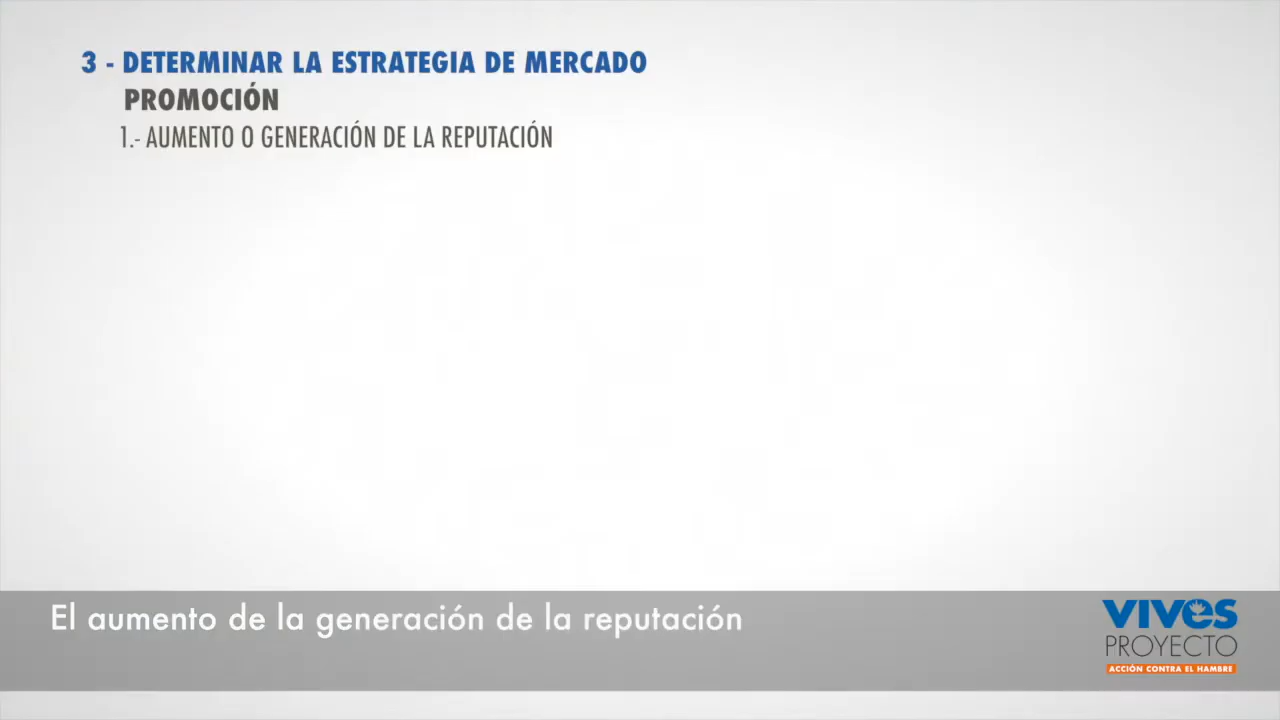 3 - DETERMINAR LA ESTRATEGIA DE MERCADO
PROMOCIÓN
1.- AUMENTO O GENERACIÓN DE LA REPUTACIÓN
El aumento de la generación de la reputación
VIVES
PROYECTO
ACCIÓN CONTRA EL HAMBRE